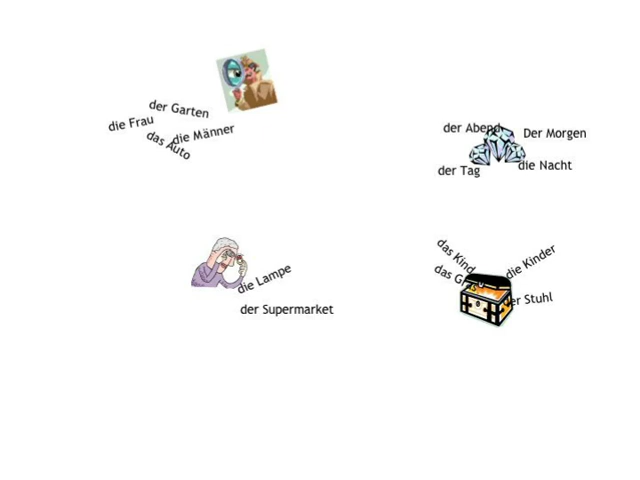 der Garten
die Frau
die Männer
das Auto
der Abend
Der Morgen
der Tag
die Nacht
die Lampe
der Supermarket
das Kind
die Kinder
das
Stuhl